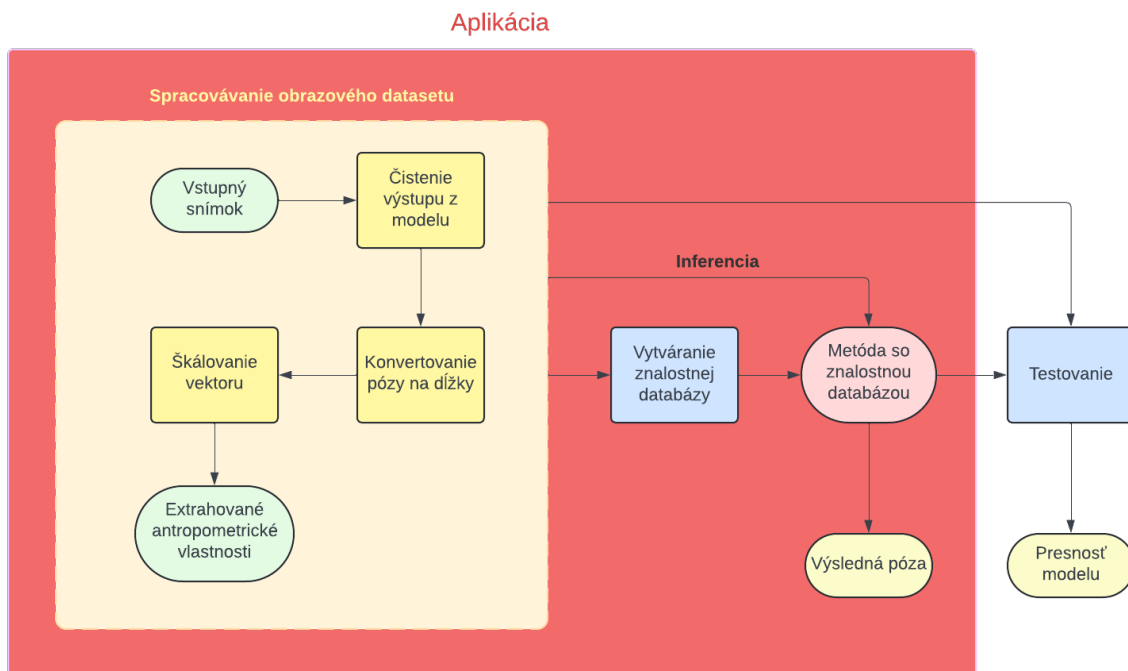 Aplikácia
Spracovávanie obrazového datasetu
Vstupný
snímok
Čistenie
výstupu z
modelu
Inferencia
Škálovanie
vektoru
Konvertovanie
pózy na dĺžky
Vytváranie
znalostnej
databázy
Metóda so
znalostnou
databázou
Testovanie
Extrahované
antropometrické
vlastnosti
Výsledná póza
Presnosť
modelu